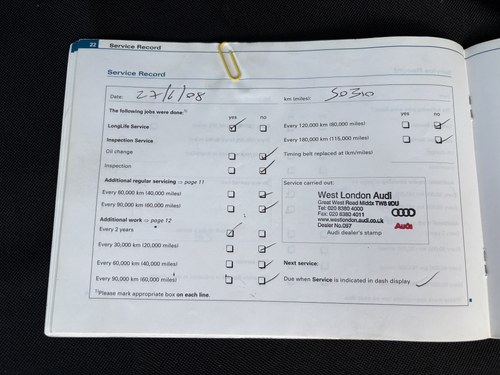 22 Service Record
Service Record
Date: 27/6/08 km (miles): 50310
The following jobs were done:¹⁾
yes no yes no
LongLife Service
Every 120,000 km (80,000 miles)
Inspection Service
Every 180,000 km (115,000 miles)
Oil change
Timing belt replaced at (km/miles)
Inspection
Additional regular servicing ⇒ page 11
Every 60,000 km (40,000 miles)
Every 90,000 km (60,000 miles)
Additional work ⇒ page 12
Every 2 years
Every 30,000 km (20,000 miles)
Every 60,000 km (40,000 miles)
Every 90,000 km (60,000 miles)
¹⁾Please mark appropriate box on each line.
Service carried out:
West London Audi
Great West Road Middx TW8 9DU
Tel: 020 8380 4000
Fax: 020 8380 4011
www.westlondon.audi.co.uk
Dealer No.097
Audi
Audi dealer's stamp
Next service:
Due when Service is indicated in dash display